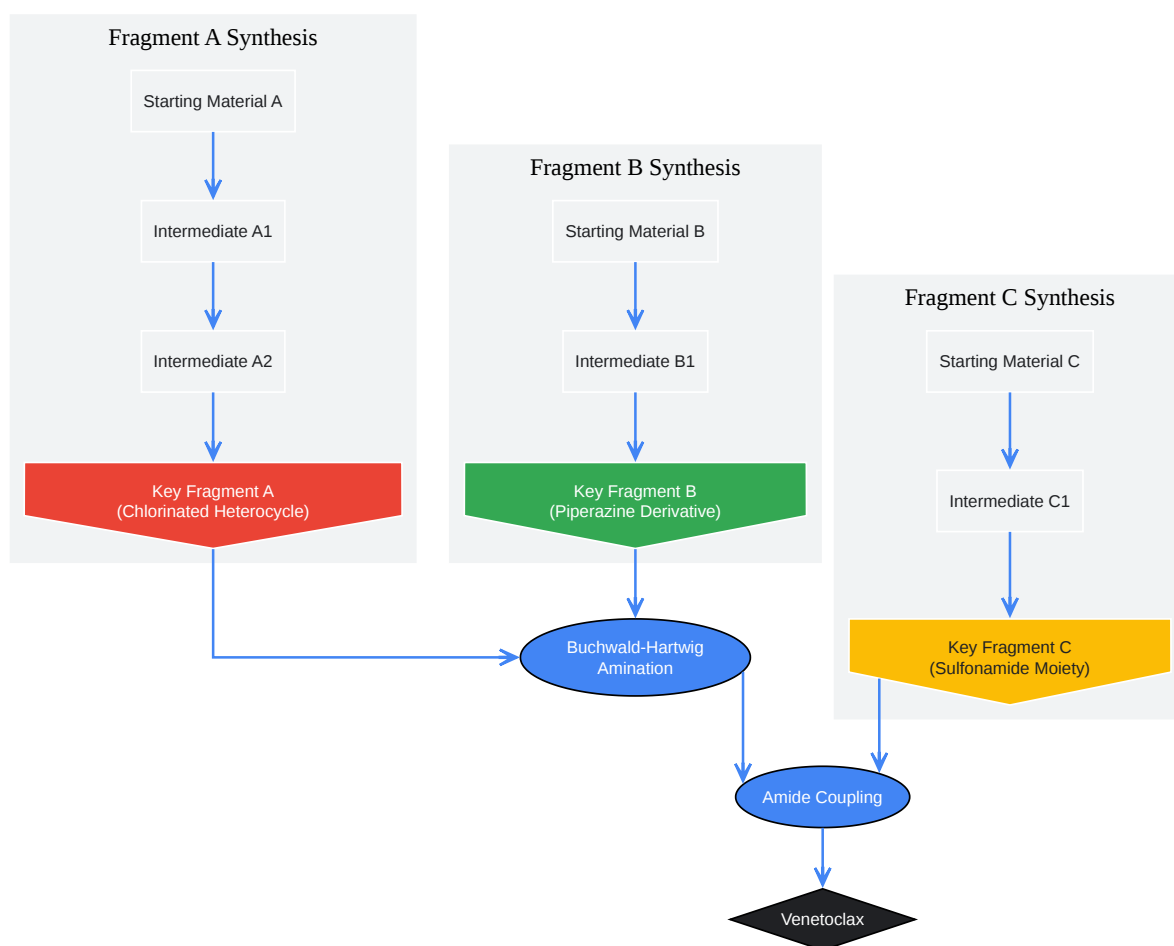 Fragment A Synthesis
Starting Material A
Intermediate A1
Intermediate A2
Key Fragment A
(Chlorinated Heterocycle)
Fragment B Synthesis
Starting Material B
Intermediate B1
Key Fragment B
(Piperazine Derivative)
Fragment C Synthesis
Starting Material C
Intermediate C1
Key Fragment C
(Sulfonamide Moiety)
Buchwald-Hartwig
Amination
Amide Coupling
Venetoclax